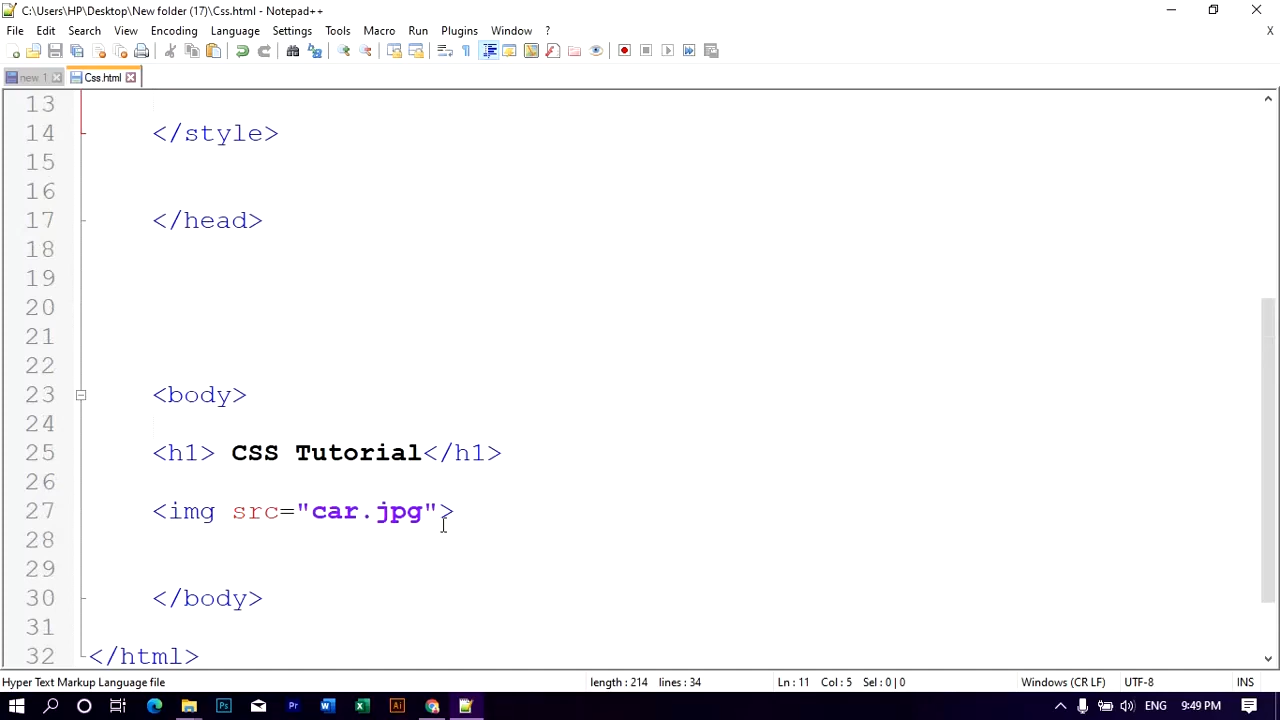 C:\Users\HP\Desktop\New folder (17)\Css.html - Notepad++
File Edit Search View Encoding Language Settings Tools Macro Run Plugins Window ? X
new 1 Css.html
13
14 </style>
15
16
17 </head>
18
19
20
21
22
23 <body>
24
25 <h1> CSS Tutorial</h1>
26
27 <img src="car.jpg">
28
29
30 </body>
31
32 </html>
Hyper Text Markup Language file length : 214 lines : 34 Ln : 11 Col : 5 Sel : 0 | 0 Windows (CR LF) UTF-8 INS
Ps Pr W X Ai ENG 9:49 PM